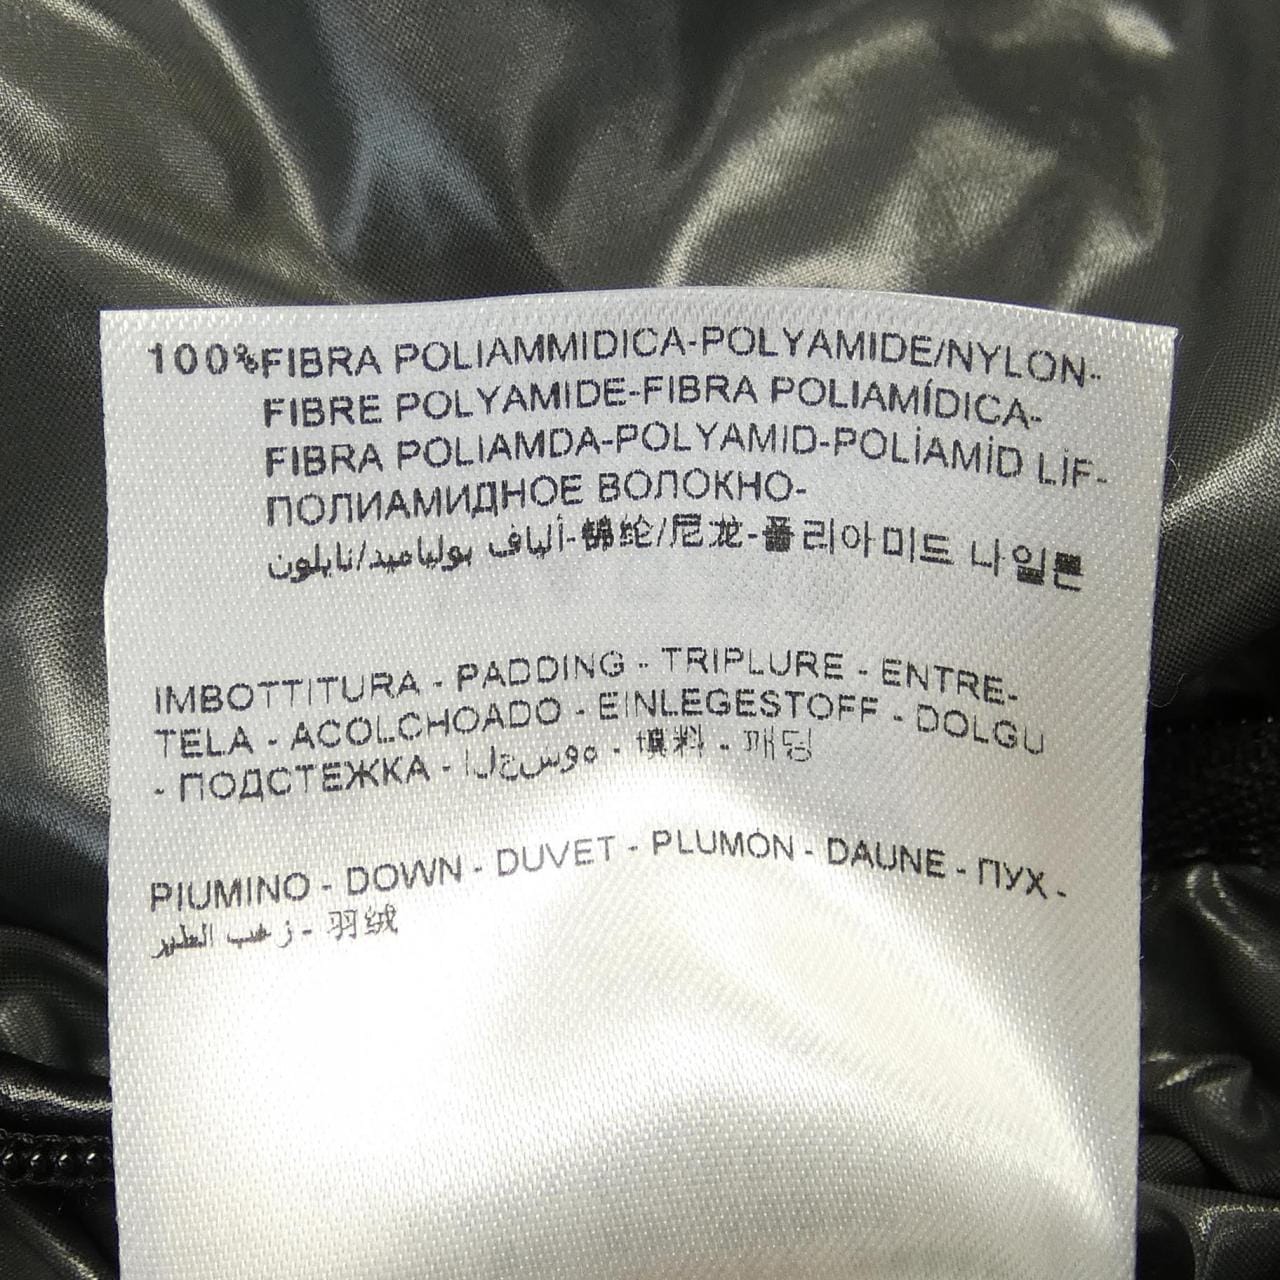 100%FIBRA POLIAMMIDICA-POLYAMIDE/NYLON-
FIBRE POLYAMIDE-FIBRA POLIAMÍDICA-
FIBRA POLIAMDA-POLYAMID-POLİAMİD LİF-
ПОЛИАМИДНОЕ ВОЛОКНО-
ألياف بولياميد/نايلون-锦纶/尼龙-폴리아미드 나일론
IMBOTTITURA - PADDING - TRIPLURE - ENTRE-
TELA - ACOLCHOADO - EINLEGESTOFF - DOLGU
- ПОДСТЕЖКА - الحسوه - 填料 - 패딩
PIUMINO - DOWN - DUVET - PLUMÓN - DAUNE - ПУХ -
زغب الطير - 羽绒